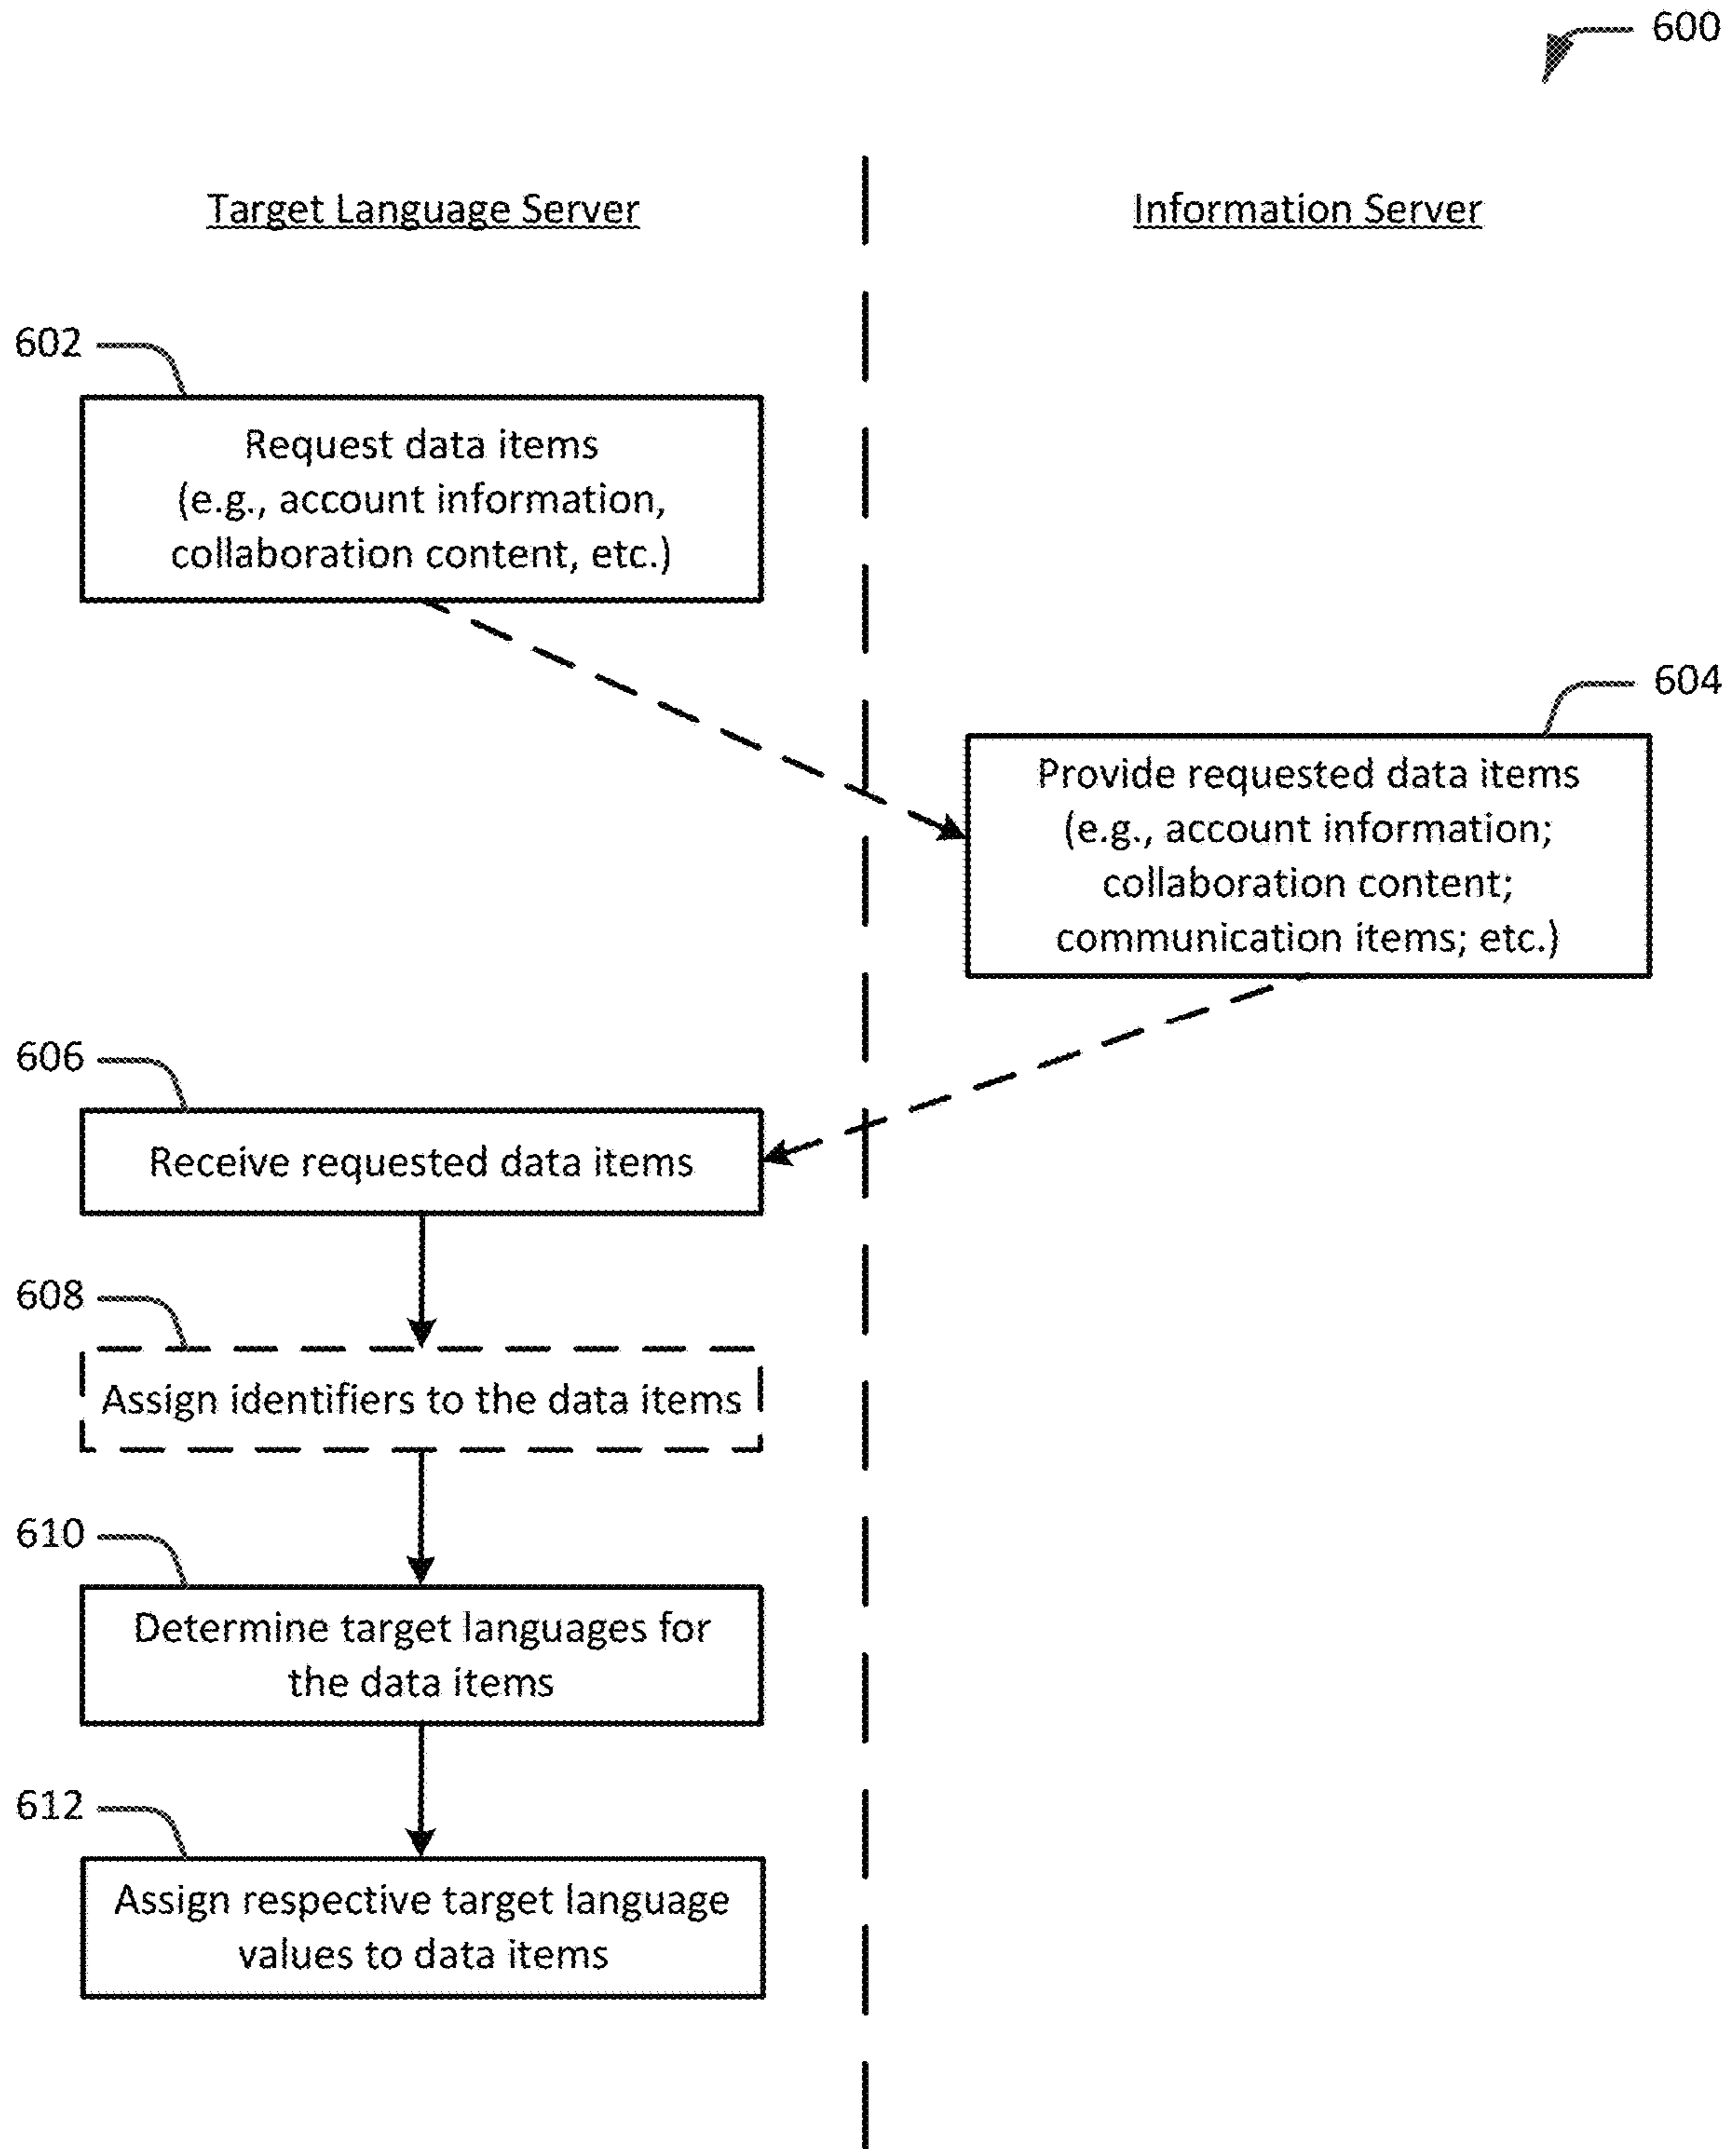 600
Target Language Server
Information Server
602
Request data items
(e.g., account information,
collaboration content, etc.)
604
Provide requested data items
(e.g., account information;
collaboration content;
communication items; etc.)
606
Receive requested data items
608
Assign identifiers to the data items
610
Determine target languages for
the data items
612
Assign respective target language
values to data items